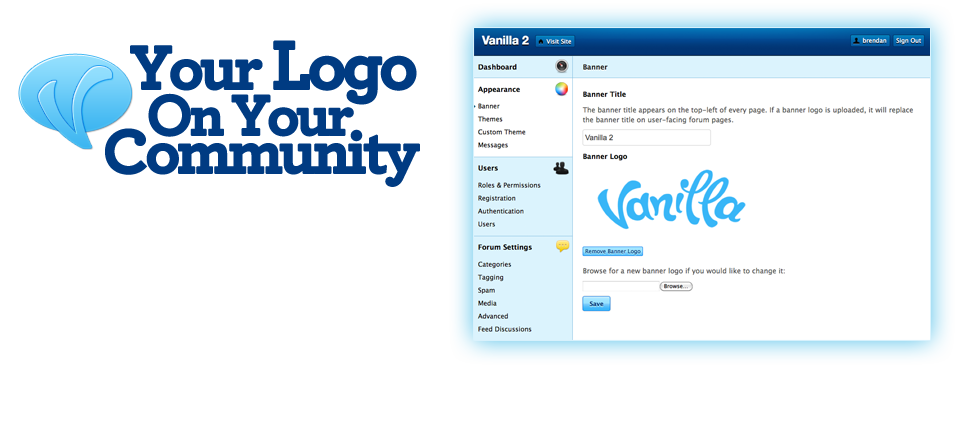 Your Logo
On Your
Community
Vanilla 2
Visit Site
brendan
Sign Out
Dashboard
Appearance
Banner
Themes
Custom Theme
Messages
Users
Roles & Permissions
Registration
Authentication
Users
Forum Settings
Categories
Tagging
Spam
Media
Advanced
Feed Discussions
Banner
Banner Title
The banner title appears on the top-left of every page. If a banner logo is uploaded, it will replace
the banner title on user-facing forum pages.
Vanilla 2
Banner Logo
Vanilla
Remove Banner Logo
Browse for a new banner logo if you would like to change it:
Browse...
Save